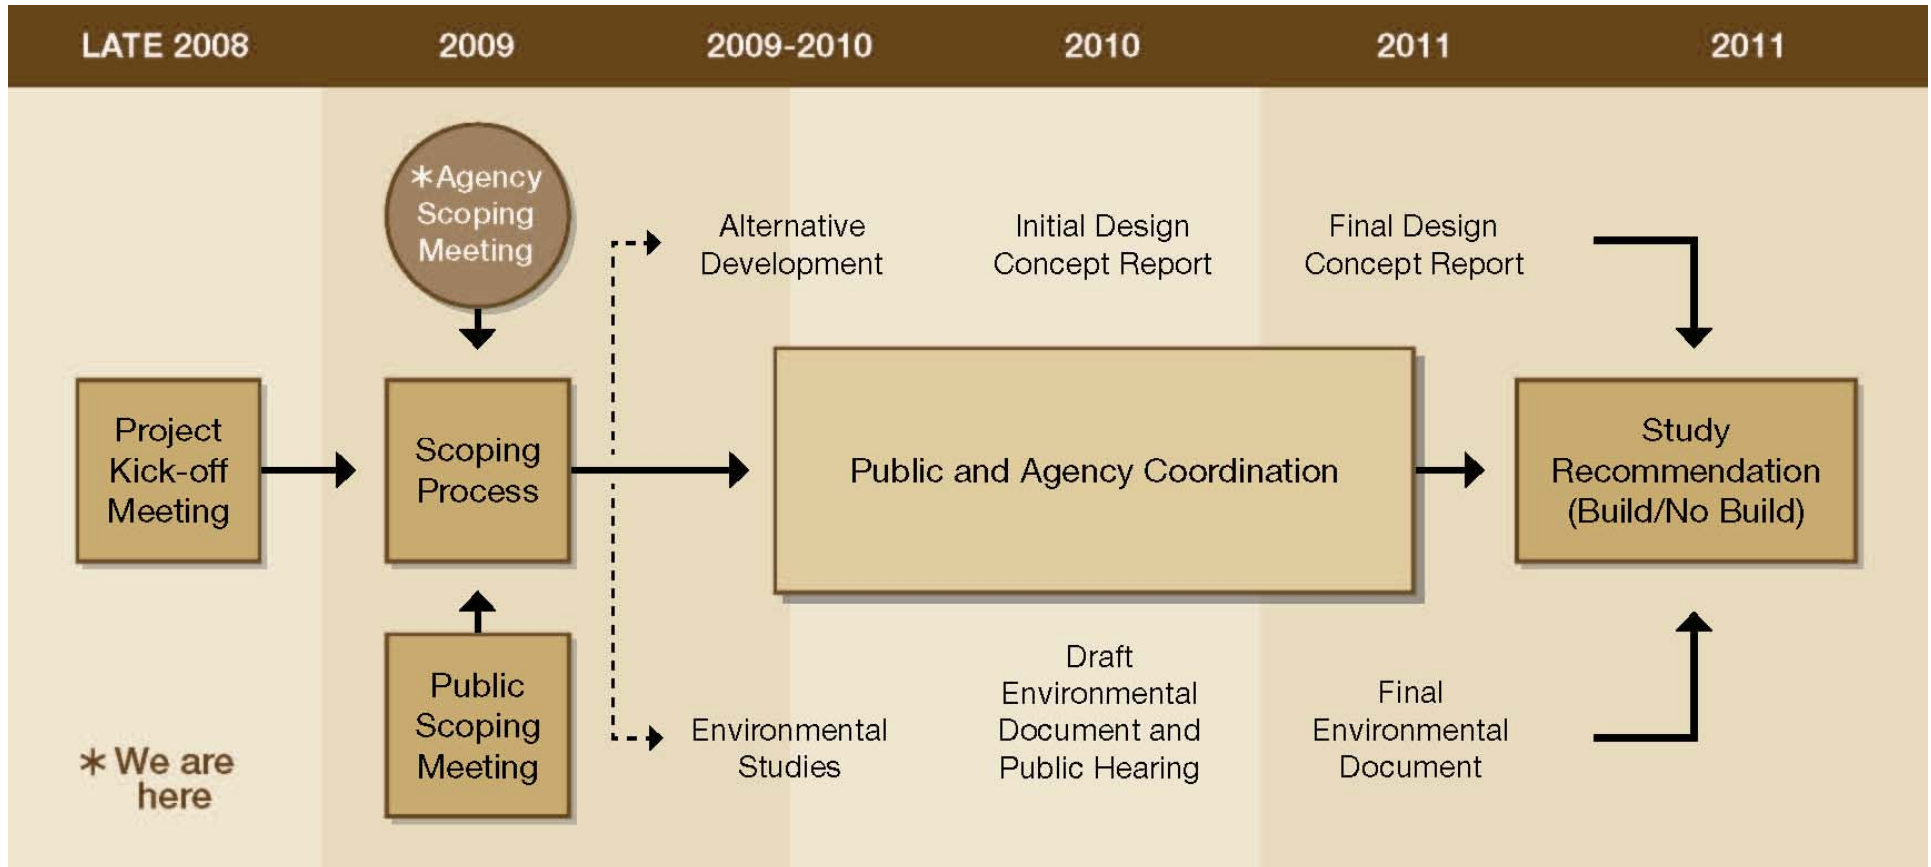 LATE 2008
2009
2009-2010
2010
2011
2011
*Agency
Scoping
Meeting
Alternative
Development
Initial Design
Concept Report
Final Design
Concept Report
Project
Kick-off
Meeting
Scoping
Process
Public and Agency Coordination
Study
Recommendation
(Build/No Build)
Public
Scoping
Meeting
Environmental
Studies
Draft
Environmental
Document and
Public Hearing
Final
Environmental
Document
* We are
here